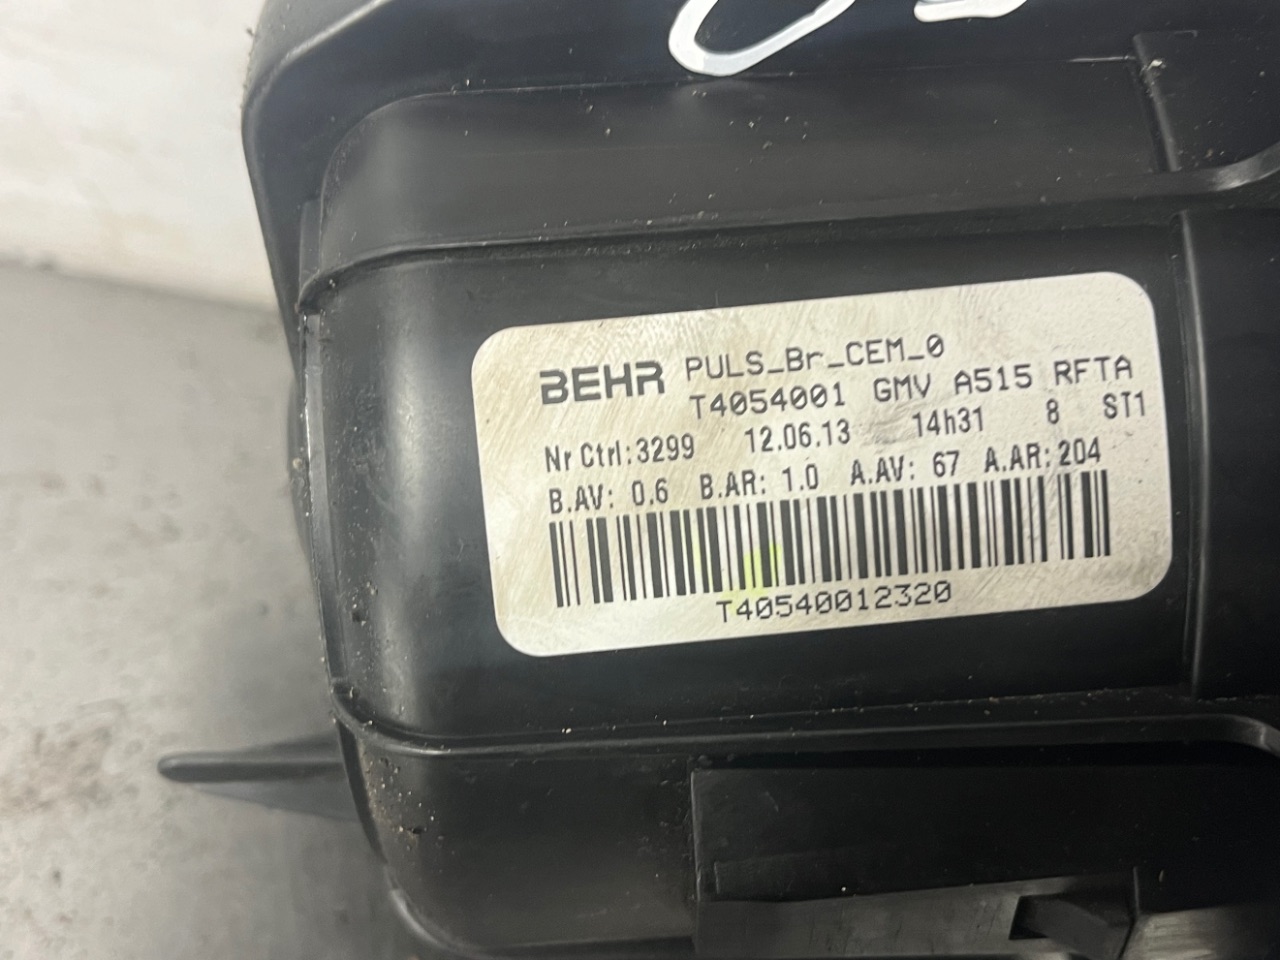 BEHR PULS_Br_CEM_0
T4054001 GMV A515 RFTA
Nr Ctrl:3299 12.06.13 14h31 8 ST1
B.AV: 0.6 B.AR: 1.0 A.AV: 67 A.AR: 204
T40540012320